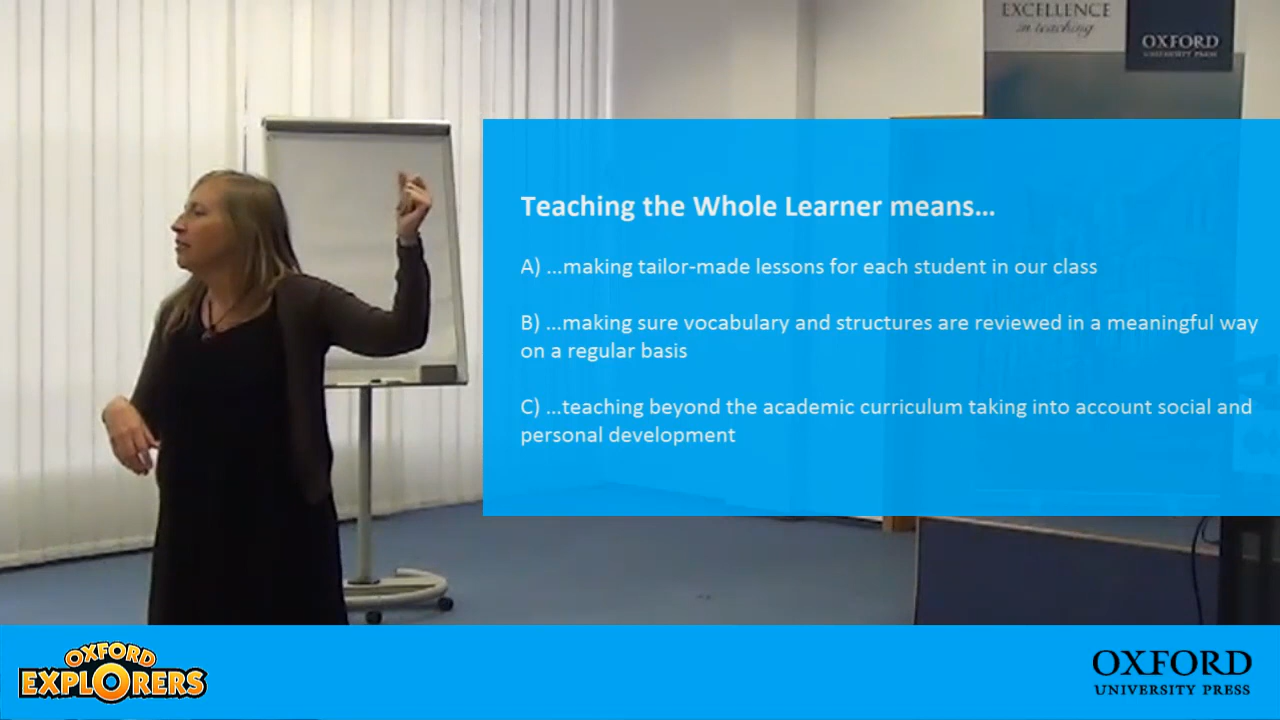 EXCELLENCE
in teaching
OXFORD
UNIVERSITY PRESS
Teaching the Whole Learner means…
A) …making tailor-made lessons for each student in our class
B) …making sure vocabulary and structures are reviewed in a meaningful way
on a regular basis
C) …teaching beyond the academic curriculum taking into account social and
personal development
OXFORD
EXPLORERS
OXFORD
UNIVERSITY PRESS